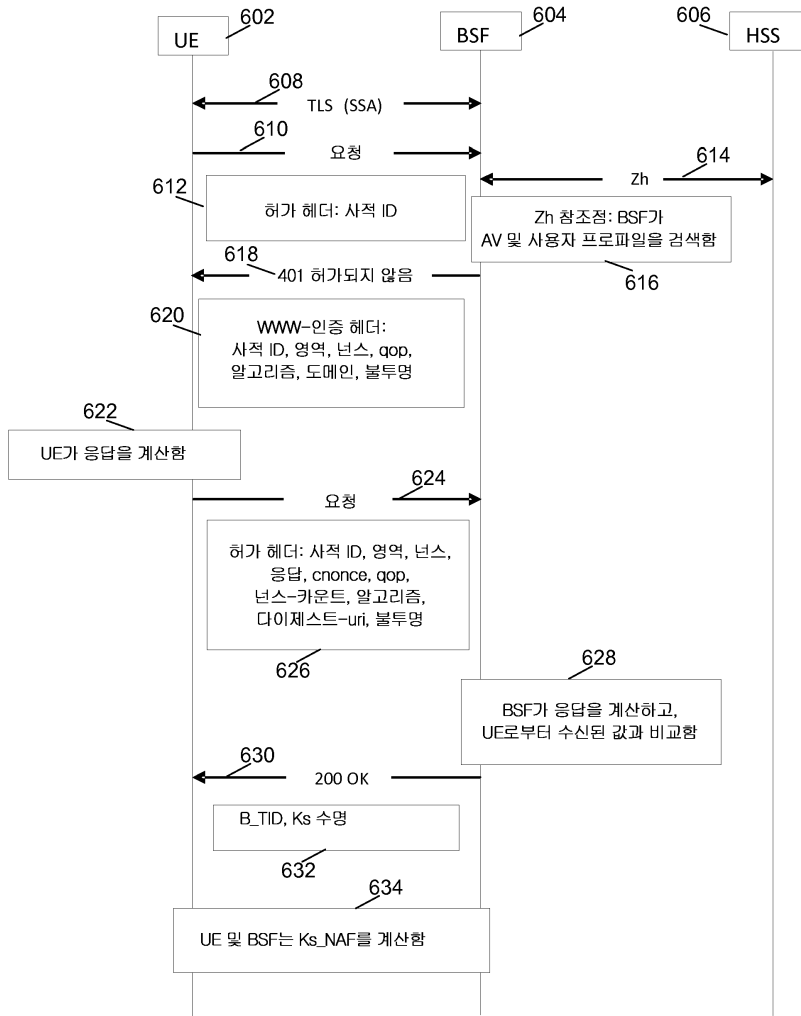 602
604
606
UE
BSF
HSS
608
TLS (SSA)
610
요청
614
Zh
612
허가 헤더: 사적 ID
Zh 참조점: BSF가
AV 및 사용자 프로파일을 검색함
616
618
401 허가되지 않음
620
WWW-인증 헤더:
사적 ID, 영역, 넌스, qop,
알고리즘, 도메인, 불투명
622
UE가 응답을 계산함
624
요청
허가 헤더: 사적 ID, 영역, 넌스,
응답, cnonce, qop,
넌스-카운트, 알고리즘,
다이제스트-uri, 불투명
626
628
BSF가 응답을 계산하고,
UE로부터 수신된 값과 비교함
630
200 OK
B_TID, Ks 수명
632
634
UE 및 BSF는 Ks_NAF를 계산함